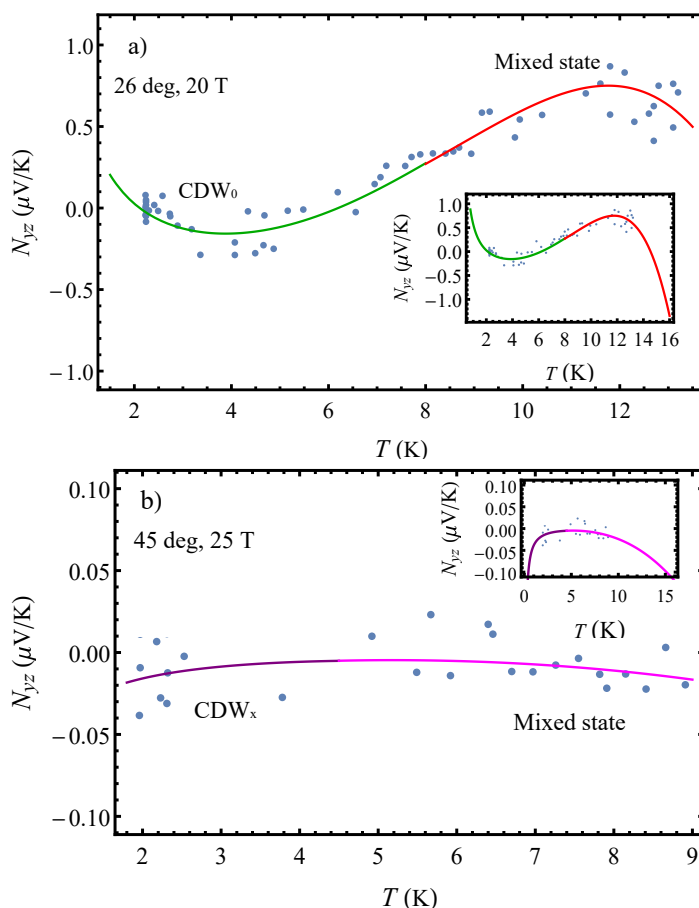 a)
26 deg, 20 T
Mixed state
CDW₀
N_yz (μV/K)
1.0
0.5
0.0
−0.5
−1.0
2 4 6 8 10 12
T (K)
N_yz (μV/K)
1.0
0.5
0.0
−0.5
−1.0
2 4 6 8 10 12 14 16
T (K)
b)
45 deg, 25 T
CDWₓ
Mixed state
N_yz (μV/K)
0.10
0.05
0.00
−0.05
−0.10
2 3 4 5 6 7 8 9
T (K)
N_yz (μV/K)
0.10
0.05
0.00
−0.05
−0.10
0 5 10 15
T (K)